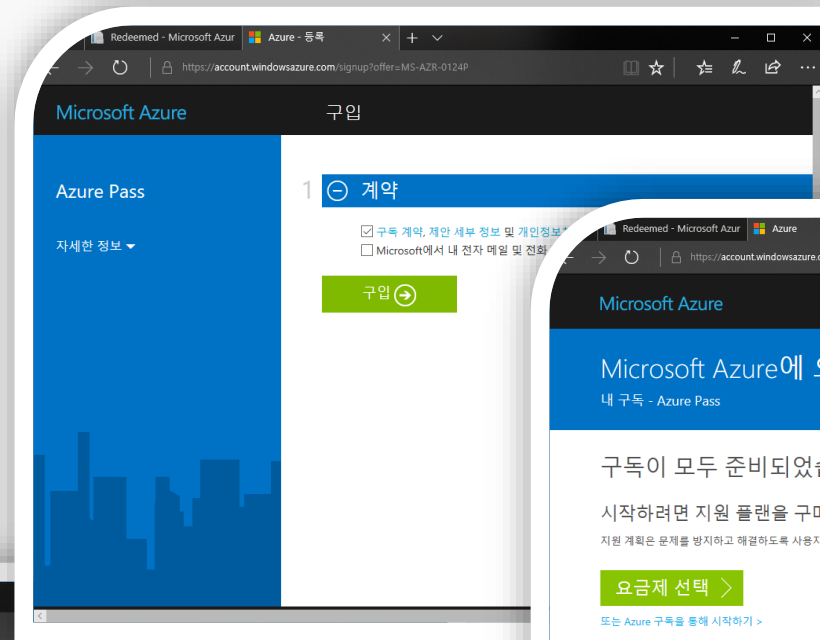 Redeemed - Microsoft Azur
Azure - 등록
https://account.windowsazure.com/signup?offer=MS-AZR-0124P
Microsoft Azure
구입
Azure Pass
자세한 정보
1
계약
구독 계약, 제안 세부 정보 및 개인정보
Microsoft에서 내 전자 메일 및 전화
구입
Redeemed - Microsoft Azur
Azure
https://account.windowsazure.c
Microsoft Azure
Microsoft Azure에
내 구독 - Azure Pass
구독이 모두 준비되었
시작하려면 지원 플랜을 구매
지원 계획은 문제를 방지하고 해결하도록 사용자
요금제 선택
또는 Azure 구독을 통해 시작하기 >